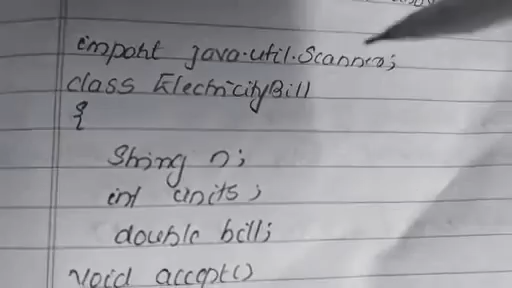 import java.util.Scanner;
class ElectricityBill
{
String n;
int units;
double bill;
void accept()